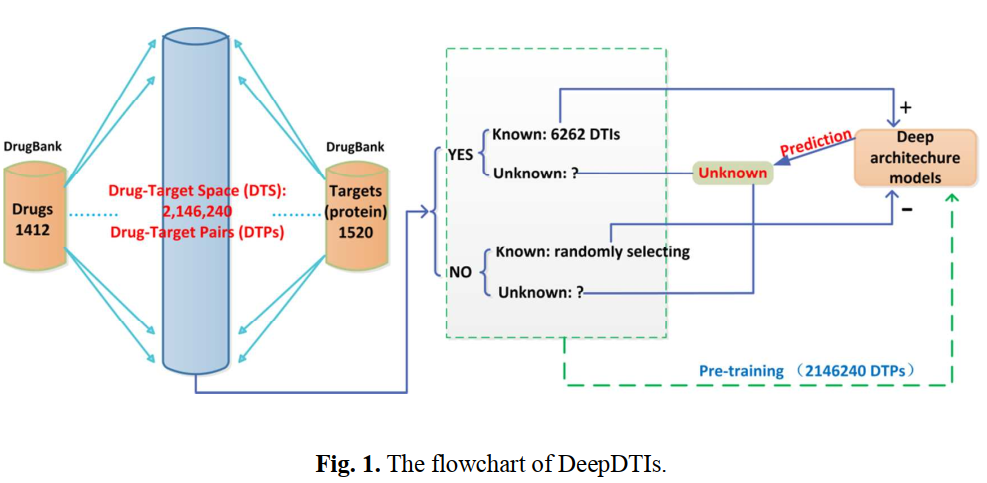 DrugBank
Drugs
1412
Drug-Target Space (DTS):
2,146,240
Drug-Target Pairs (DTPs)
DrugBank
Targets
(protein)
1520
YES
Known: 6262 DTIs
Unknown: ?
NO
Known: randomly selecting
Unknown: ?
Unknown
Prediction
+
Deep
architechure
models
−
Pre-training （2146240 DTPs）
Fig. 1. The flowchart of DeepDTIs.